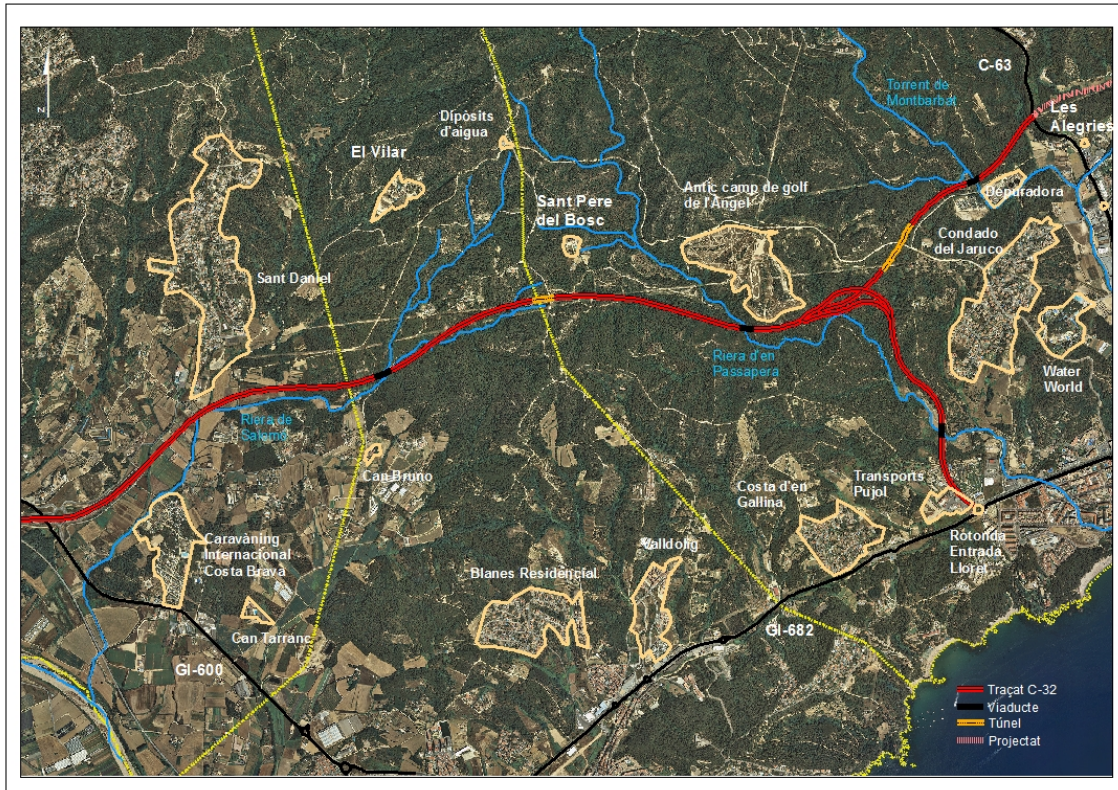 C-63
Torrent de
Montbarbat
Les
Alegries
Dipòsits
d'aigua
El Vilar
Antic camp de golf
de l'Àngel
Depuradora
Sant Pere
del Bosc
Condado
del Jaruco
Sant Daniel
Riera d'en
Passapera
Water
World
Riera de
Can Bruno
Costa d'en
Gallina
Transports
Pujol
Caravàning
Internacional
Costa Brava
Valldolig
Rotonda
Entrada
Lloret
Blanes Residencial
Can Tarranc
GI-682
GI-600
Traçat C-32
Viaducte
Túnel
Projectat
N